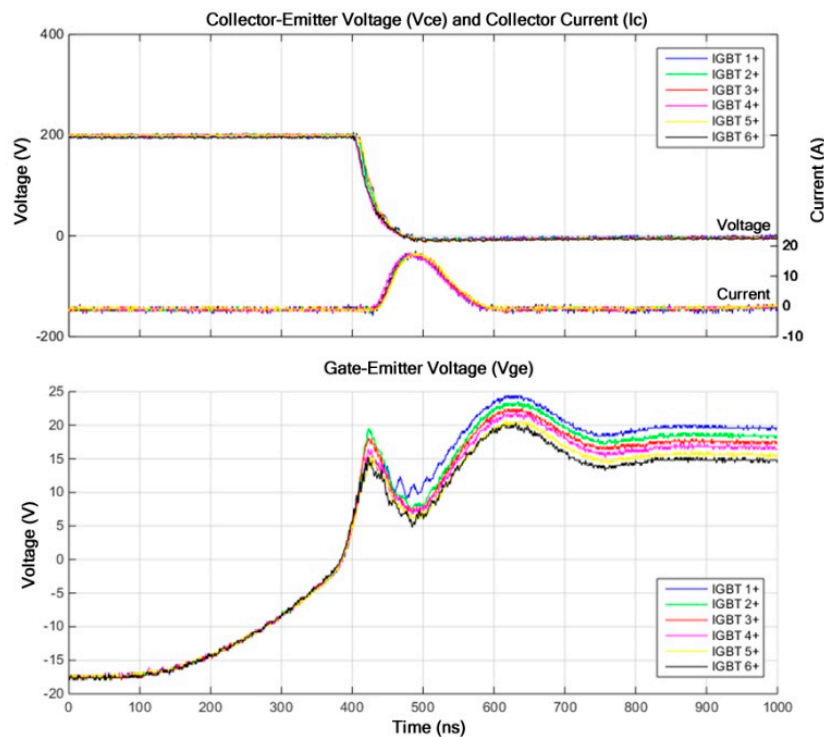 Collector-Emitter Voltage (Vce) and Collector Current (Ic)
400
200
0
-200
Voltage (V)
IGBT 1+
IGBT 2+
IGBT 3+
IGBT 4+
IGBT 5+
IGBT 6+
Current (A)
Voltage
20
10
Current
0
-10
Gate-Emitter Voltage (Vge)
25
20
15
10
5
0
-5
-10
-15
-20
Voltage (V)
IGBT 1+
IGBT 2+
IGBT 3+
IGBT 4+
IGBT 5+
IGBT 6+
0 100 200 300 400 500 600 700 800 900 1000
Time (ns)